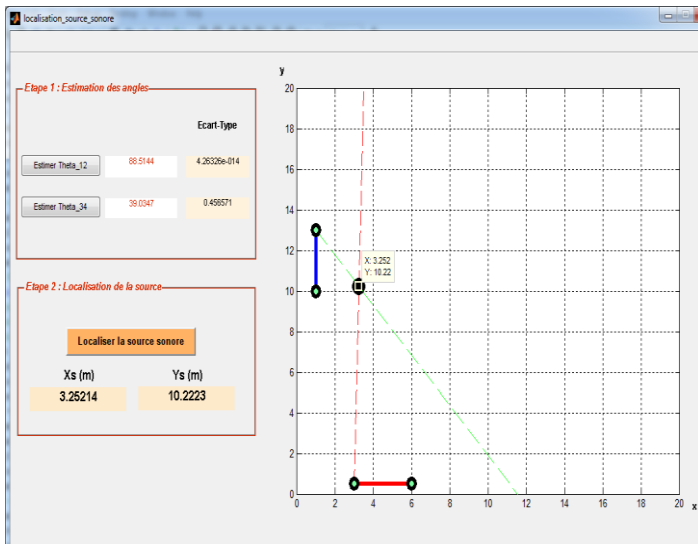 localisation_source_sonore
Etape 1 : Estimation des angles
Ecart-Type
Estimer Theta_12 88.5144 4.26326e-014
Estimer Theta_34 39.0347 0.456571
Etape 2 : Localisation de la source
Localiser la source sonore
Xs (m) Ys (m)
3.25214 10.2223
y
20
18
16
14
12
10
8
6
4
2
0
X: 3.252
Y: 10.22
0 2 4 6 8 10 12 14 16 18 20 x